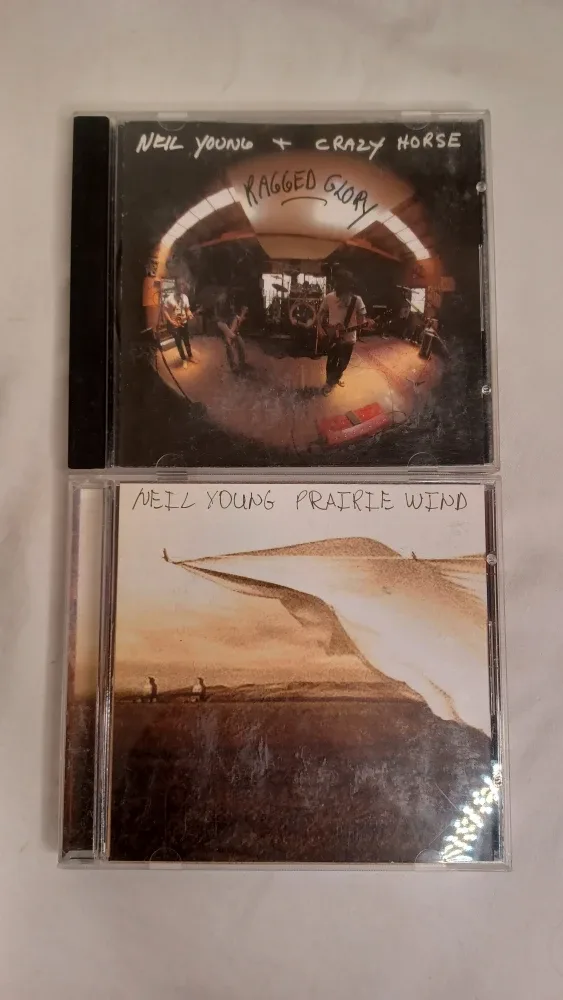 NEIL YOUNG + CRAZY HORSE
RAGGED GLORY
NEIL YOUNG PRAIRIE WIND